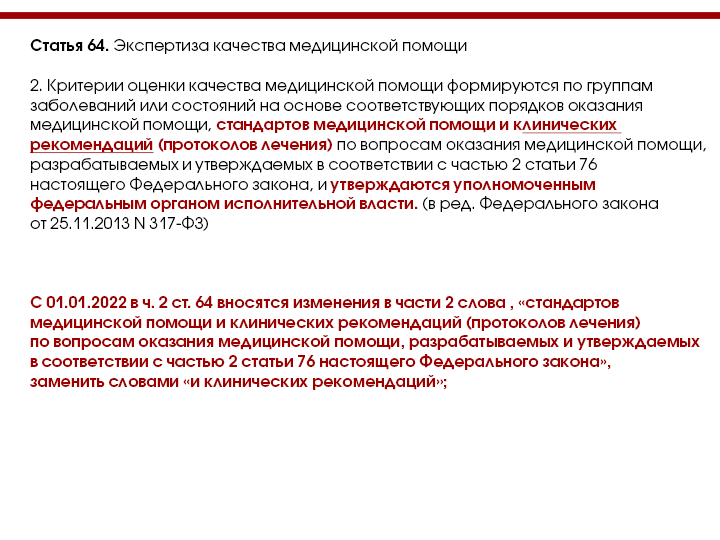 Статья 64. Экспертиза качества медицинской помощи
2. Критерии оценки качества медицинской помощи формируются по группам
заболеваний или состояний на основе соответствующих порядков оказания
медицинской помощи, стандартов медицинской помощи и клинических
рекомендаций (протоколов лечения) по вопросам оказания медицинской помощи,
разрабатываемых и утверждаемых в соответствии с частью 2 статьи 76
настоящего Федерального закона, и утверждаются уполномоченным
федеральным органом исполнительной власти. (в ред. Федерального закона
от 25.11.2013 N 317-ФЗ)
С 01.01.2022 в ч. 2 ст. 64 вносятся изменения в части 2 слова , «стандартов
медицинской помощи и клинических рекомендаций (протоколов лечения)
по вопросам оказания медицинской помощи, разрабатываемых и утверждаемых
в соответствии с частью 2 статьи 76 настоящего Федерального закона»,
заменить словами «и клинических рекомендаций»;